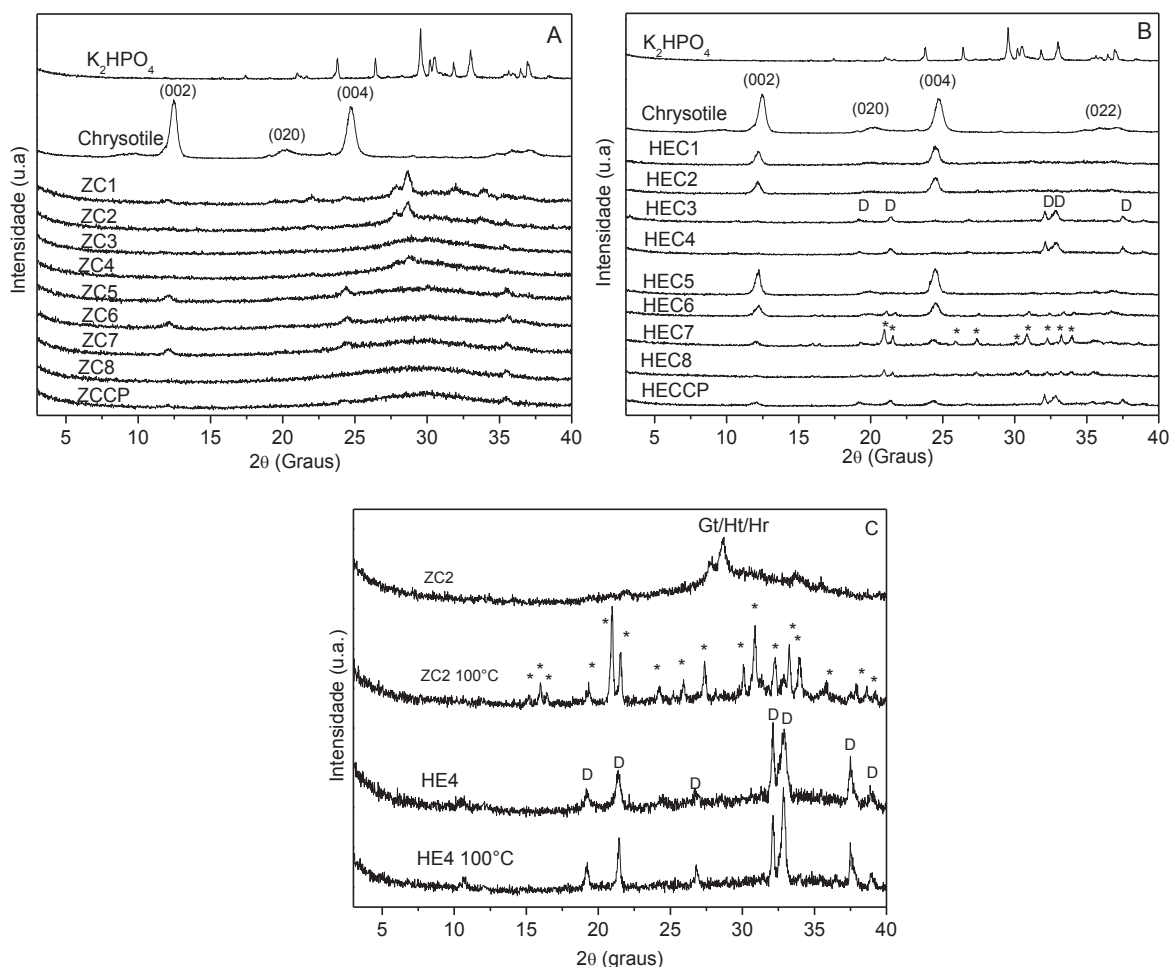 A
K₂HPO₄
(002)
(004)
(020)
Chrysotile
ZC1
ZC2
ZC3
ZC4
ZC5
ZC6
ZC7
ZC8
ZCCP
Intensidade (u.a)
5 10 15 20 25 30 35 40
2θ (Graus)
B
K₂HPO₄
(002)
(004)
(020)
(022)
Chrysotile
HEC1
HEC2
HEC3
D D DD D
HEC4
HEC5
HEC6
HEC7
* * * * * * * * *
HEC8
HECCP
Intensidade (u.a)
5 10 15 20 25 30 35 40
2θ (Graus)
C
Gt/Ht/Hr
ZC2
* * * * * * * * * * * * * * * * *
ZC2 100°C
D D D D D D D
HE4
HE4 100°C
Intensidade (u.a.)
5 10 15 20 25 30 35 40
2θ (graus)